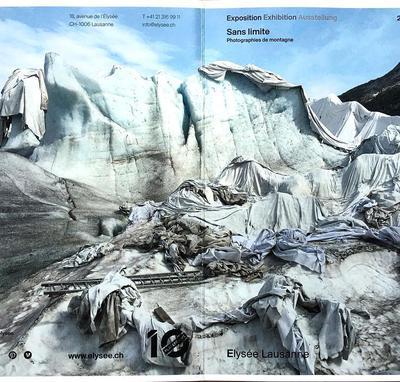 18, avenue de l'Elysée
CH-1006 Lausanne
T +41 21 316 99 11
info@elysee.ch
Exposition Exhibition Ausstellung
Sans limite
Photographies de montagne
2
www.elysee.ch
Elysée Lausanne